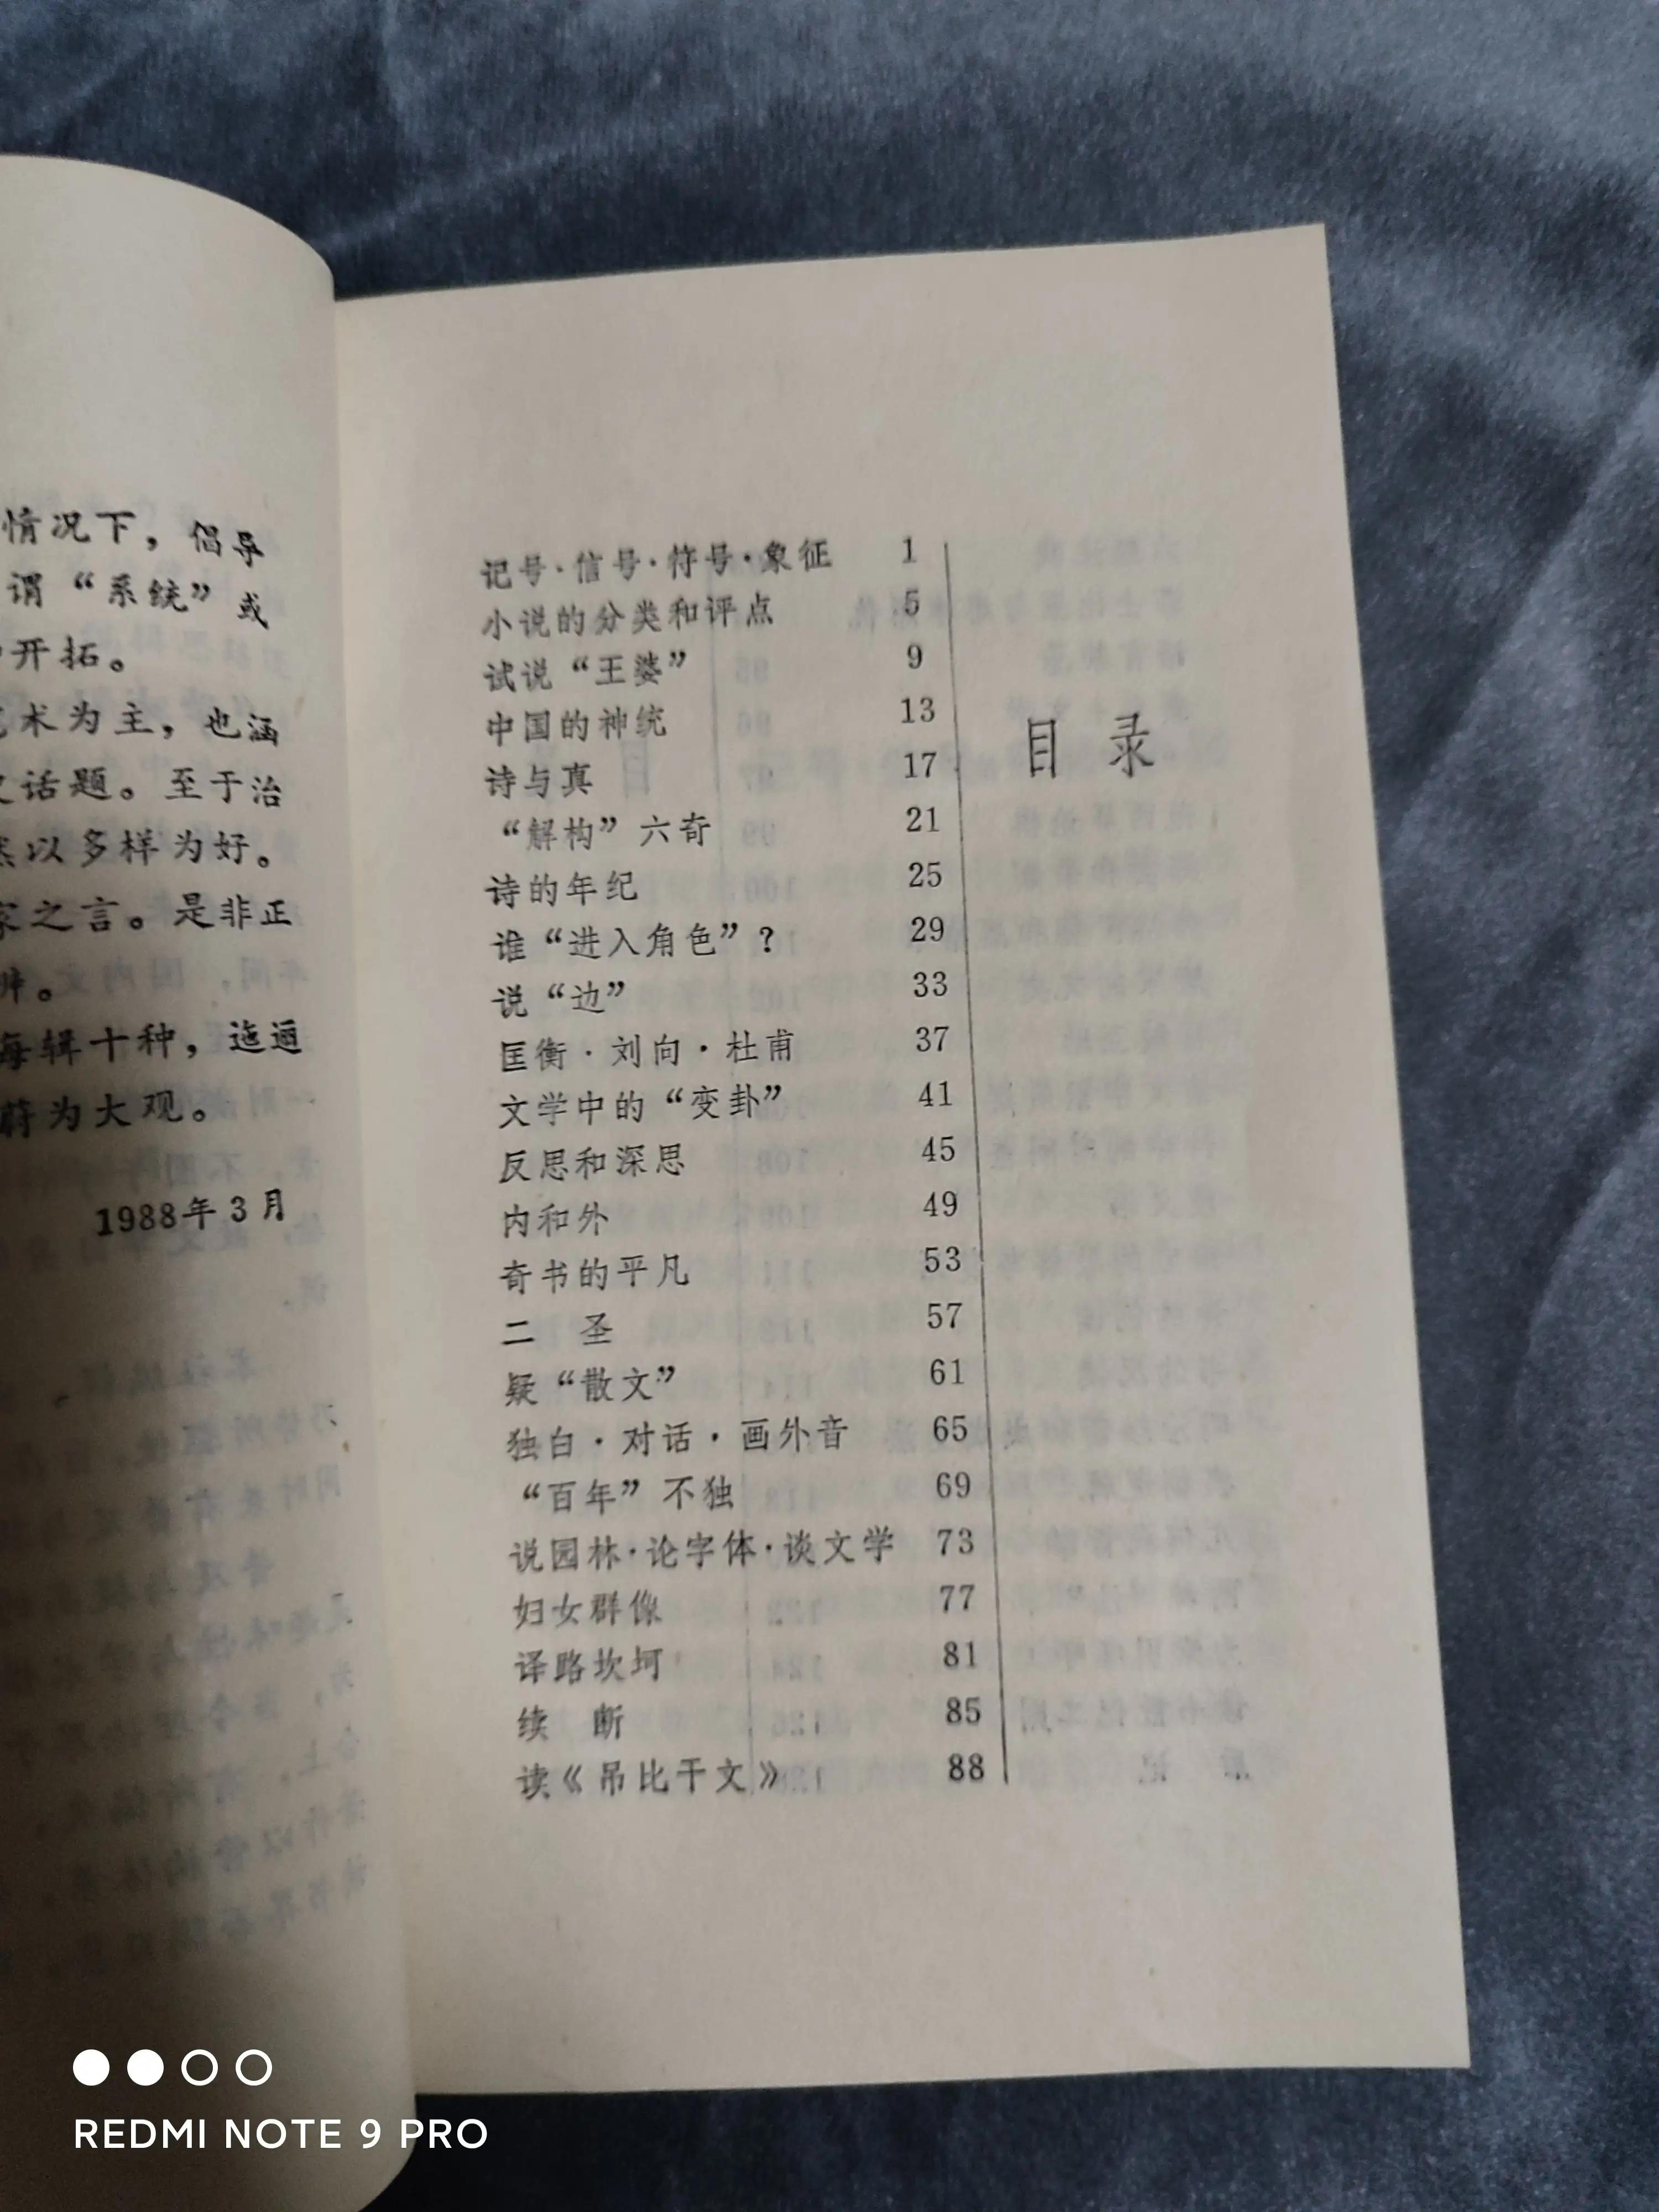 情况下，倡导
谓“系统”或
开拓。
术为主，也涵
话题。至于治
以多样为好。
家之言。是非正
每辑十种，迤逦
蔚为大观。
1988年3月
目录
记号·信号·符号·象征 1
小说的分类和评点 5
试说“王婆” 9
中国的神统 13
诗与真 17
“解构”六奇 21
诗的年纪 25
谁“进入角色”？ 29
说“边” 33
匡衡·刘向·杜甫 37
文学中的“变卦” 41
反思和深思 45
内和外 49
奇书的平凡 53
二 圣 57
疑“散文” 61
独白·对话·画外音 65
“百年”不独 69
说园林·论字体·谈文学 73
妇女群像 77
译路坎坷 81
续 断 85
读《吊比干文》 88
REDMI NOTE 9 PRO